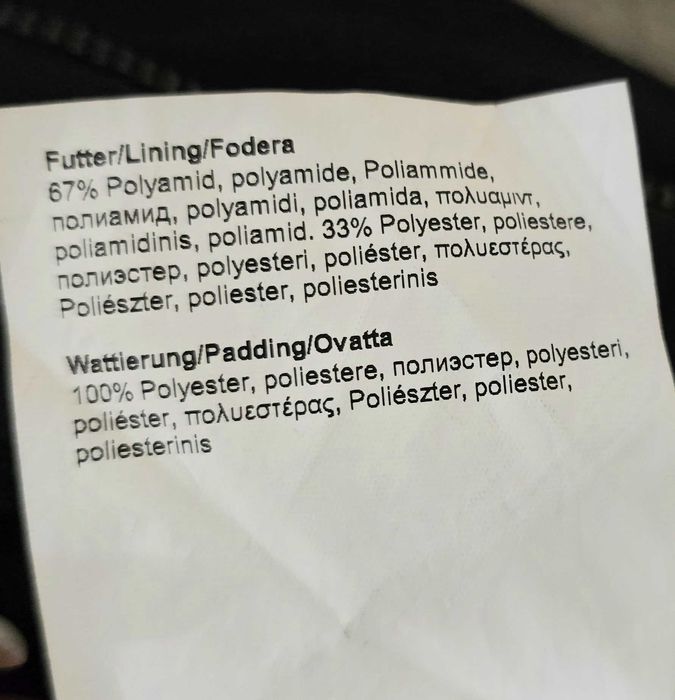 Futter/Lining/Fodera
67% Polyamid, polyamide, Poliammide,
полиамид, polyamidi, poliamida, πολυαμιντ,
poliamidinis, poliamid. 33% Polyester, poliestere,
полиэстер, polyesteri, poliéster, πολυεστέρας,
Poliészter, poliester, poliesterinis
Wattierung/Padding/Ovatta
100% Polyester, poliestere, полиэстер, polyesteri,
poliéster, πολυεστέρας, Poliészter, poliester,
poliesterinis